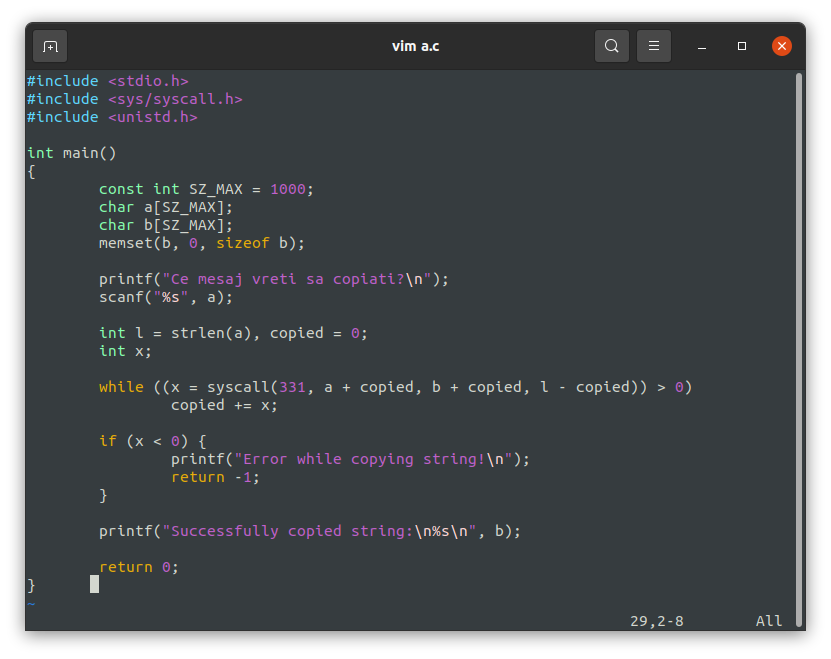 vim a.c
#include <stdio.h>
#include <sys/syscall.h>
#include <unistd.h>

int main()
{
        const int SZ_MAX = 1000;
        char a[SZ_MAX];
        char b[SZ_MAX];
        memset(b, 0, sizeof b);

        printf("Ce mesaj vreti sa copiati?\n");
        scanf("%s", a);

        int l = strlen(a), copied = 0;
        int x;

        while ((x = syscall(331, a + copied, b + copied, l - copied)) > 0)
                copied += x;

        if (x < 0) {
                printf("Error while copying string!\n");
                return -1;
        }

        printf("Successfully copied string:\n%s\n", b);

        return 0;
}
~
29,2-8 All